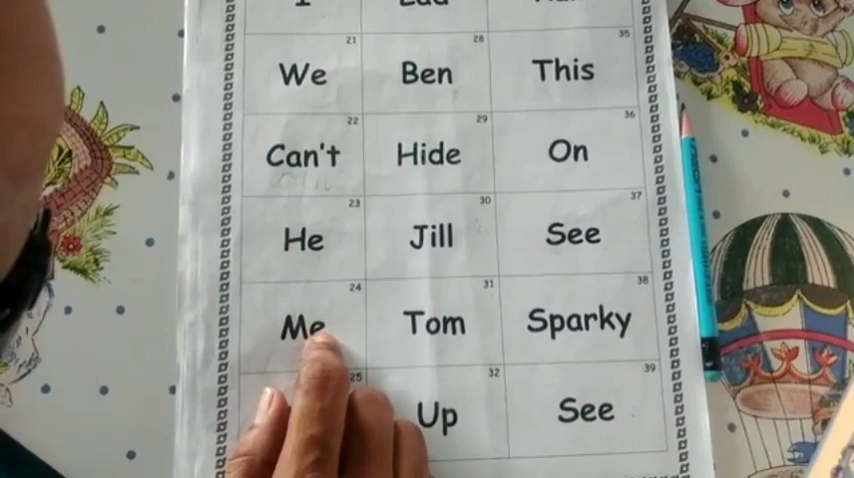 I
21 28 35
We Ben This
22 29 36
Can't Hide On
23 30 37
He Jill See
24 31 38
Me Tom Sparky
25 32 39
Up See